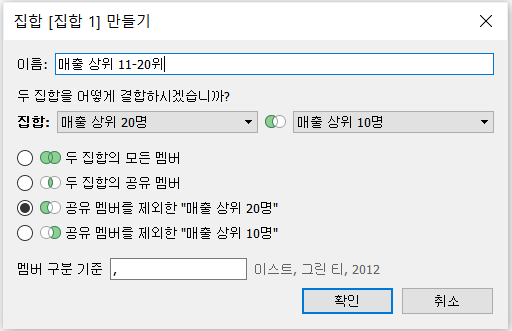 집합 [집합 1] 만들기
이름: 매출 상위 11-20위
두 집합을 어떻게 결합하시겠습니까?
집합: 매출 상위 20명 매출 상위 10명
두 집합의 모든 멤버
두 집합의 공유 멤버
공유 멤버를 제외한 "매출 상위 20명"
공유 멤버를 제외한 "매출 상위 10명"
멤버 구분 기준 , 이스트, 그린 티, 2012
확인 취소